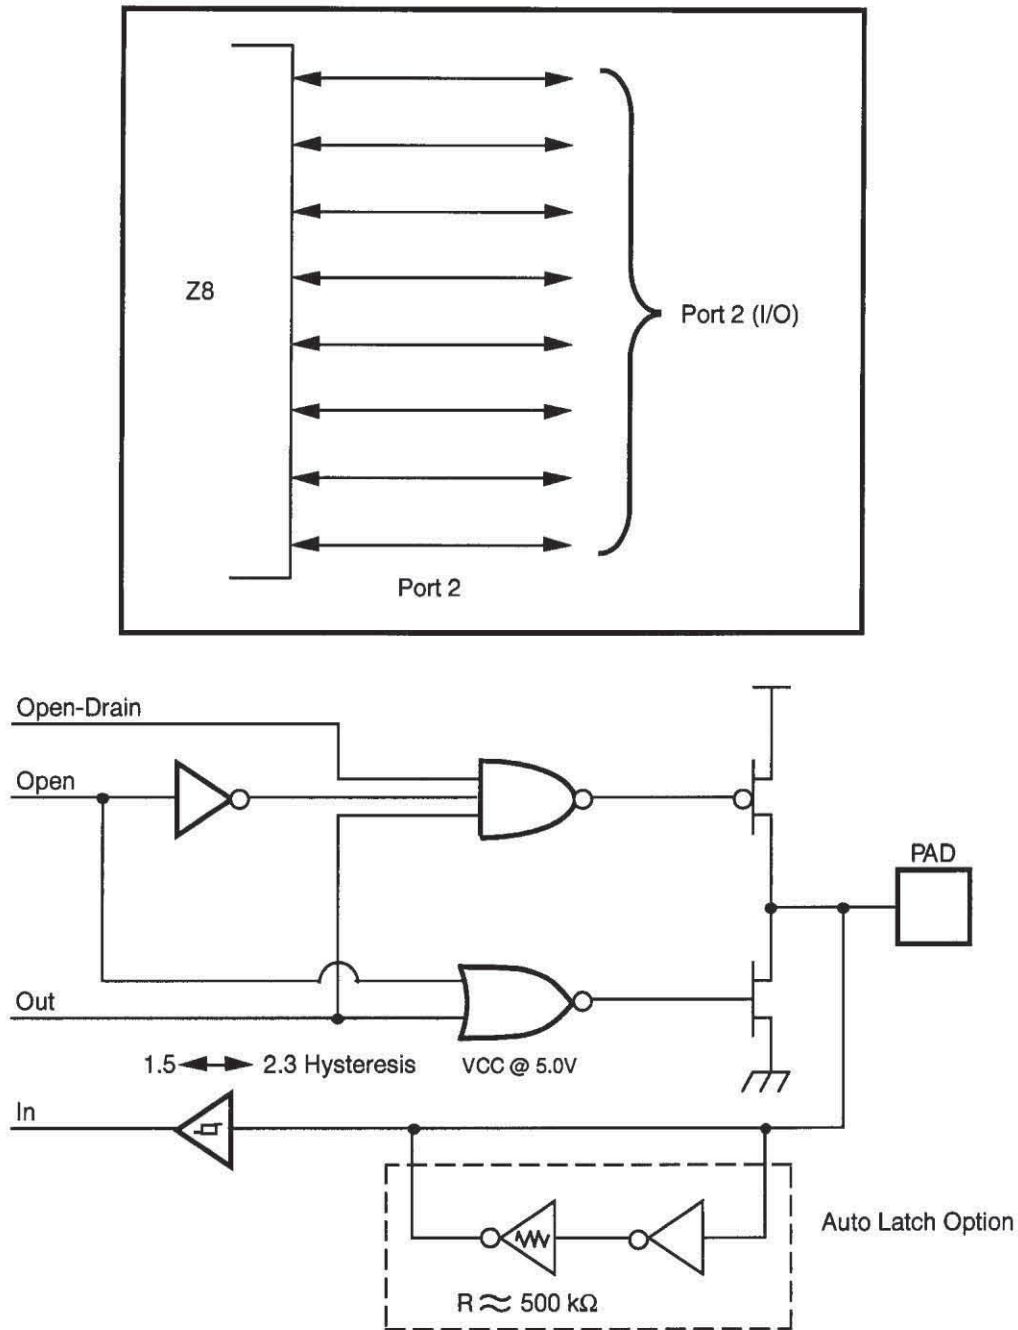 Z8
Port 2 (I/O)
Port 2
Open-Drain
Open
PAD
Out
1.5 2.3 Hysteresis
VCC @ 5.0V
In
Auto Latch Option
R ≈ 500 kΩ